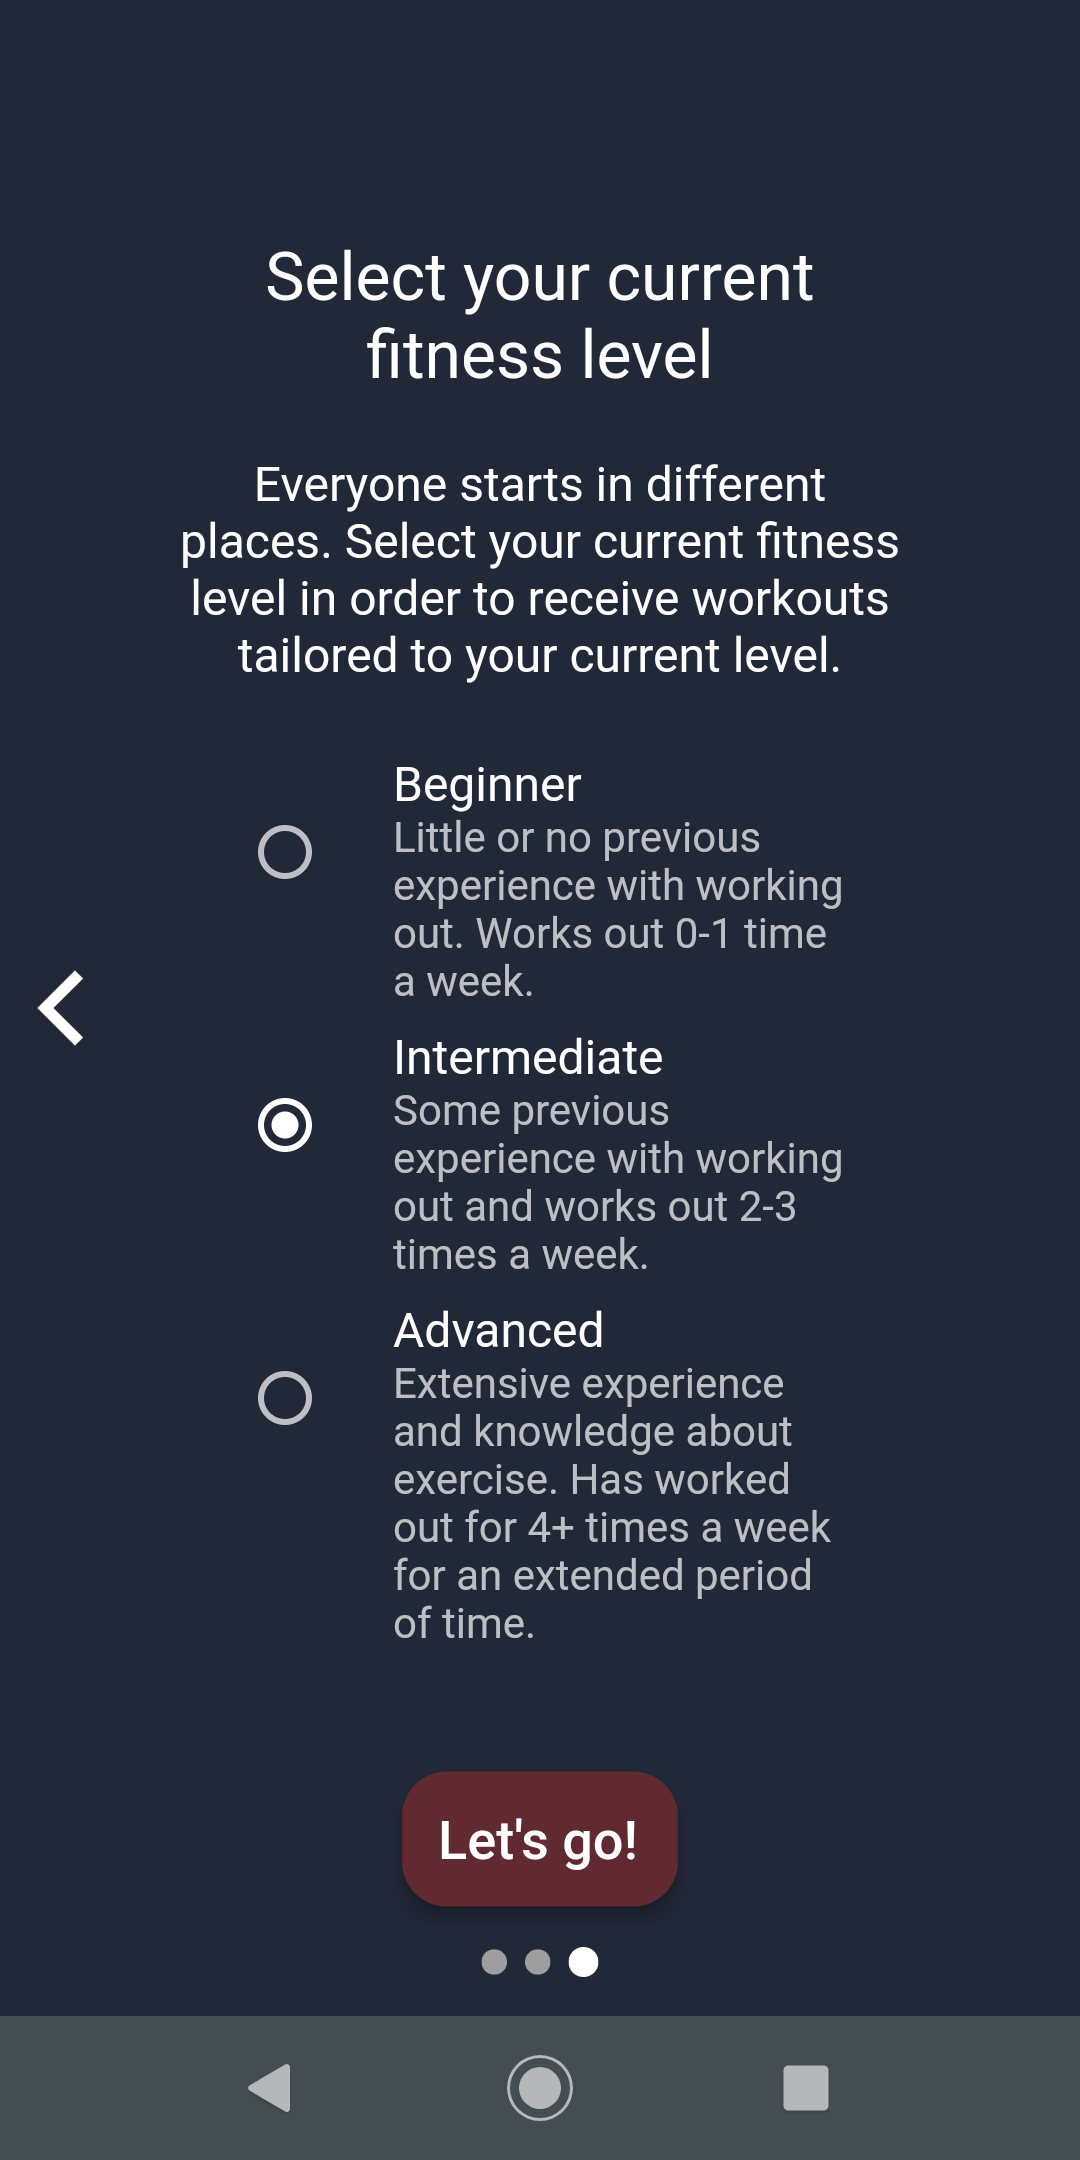 Select your current
fitness level
Everyone starts in different
places. Select your current fitness
level in order to receive workouts
tailored to your current level.
Beginner
Little or no previous
experience with working
out. Works out 0-1 time
a week.
Intermediate
Some previous
experience with working
out and works out 2-3
times a week.
Advanced
Extensive experience
and knowledge about
exercise. Has worked
out for 4+ times a week
for an extended period
of time.
Let's go!